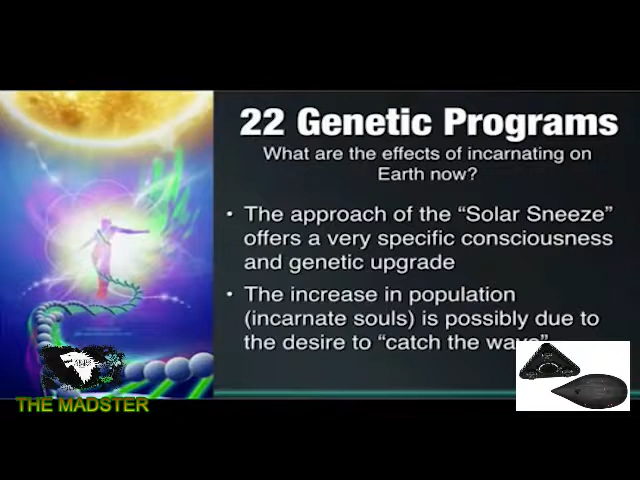 22 Genetic Programs
What are the effects of incarnating on
Earth now?
• The approach of the “Solar Sneeze”
offers a very specific consciousness
and genetic upgrade
• The increase in population
(incarnate souls) is possibly due to
the desire to “catch the wave”
THE MADSTER